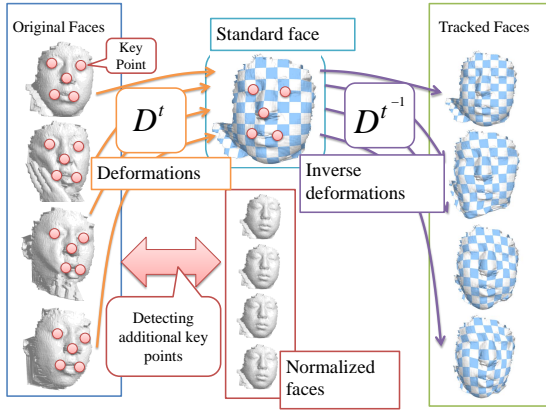 Original Faces
Key
Point
Standard face
Tracked Faces
D^t
D^{t^{-1}}
Deformations
Inverse
deformations
Detecting
additional key
points
Normalized
faces